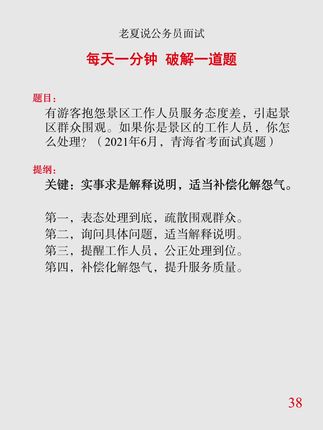 老夏说公务员面试
每天一分钟 破解一道题
题目：
有游客抱怨景区工作人员服务态度差，引起景
区群众围观。如果你是景区的工作人员，你怎
么处理？（2021年6月，青海省考面试真题）
提纲：
关键：实事求是解释说明，适当补偿化解怨气。
第一，表态处理到底，疏散围观群众。
第二，询问具体问题，适当解释说明。
第三，提醒工作人员，公正处理到位。
第四，补偿化解怨气，提升服务质量。
38